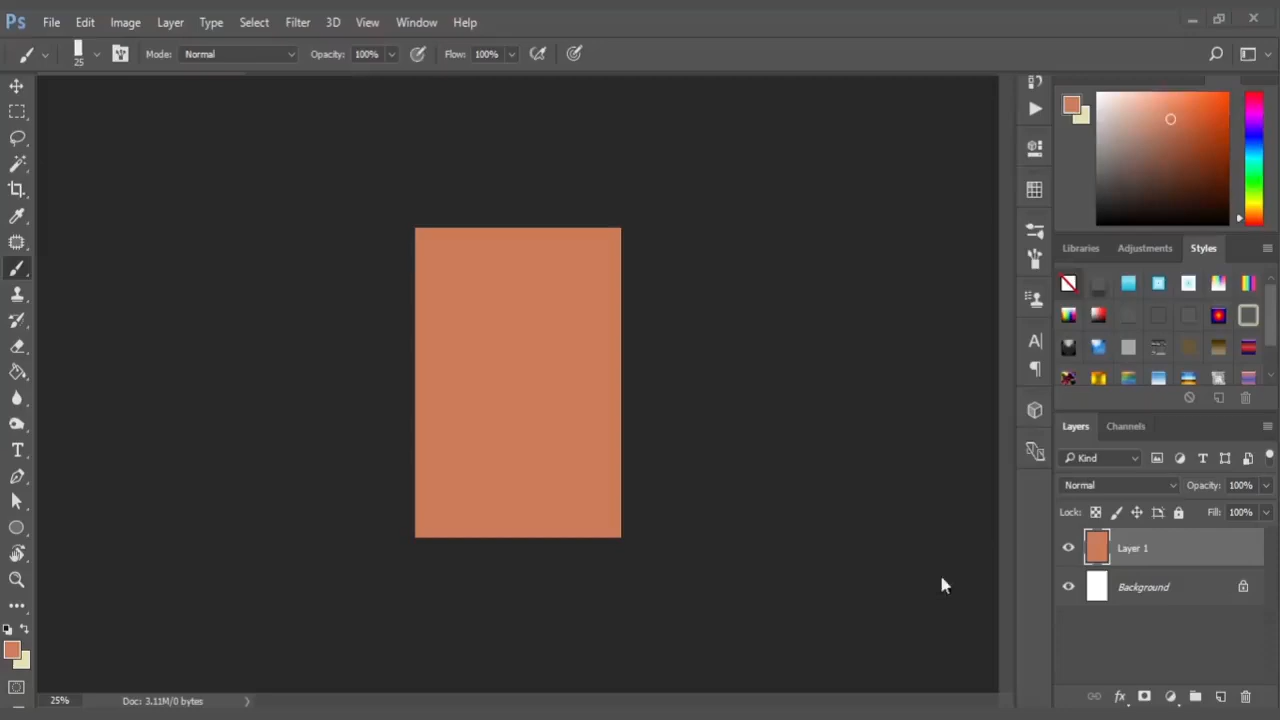 Ps File Edit Image Layer Type Select Filter 3D View Window Help
25 Mode: Normal Opacity: 100% Flow: 100%
Libraries Adjustments Styles
Layers Channels
Kind
Normal Opacity: 100%
Lock: Fill: 100%
Layer 1
Background
25% Doc: 3.11M/0 bytes